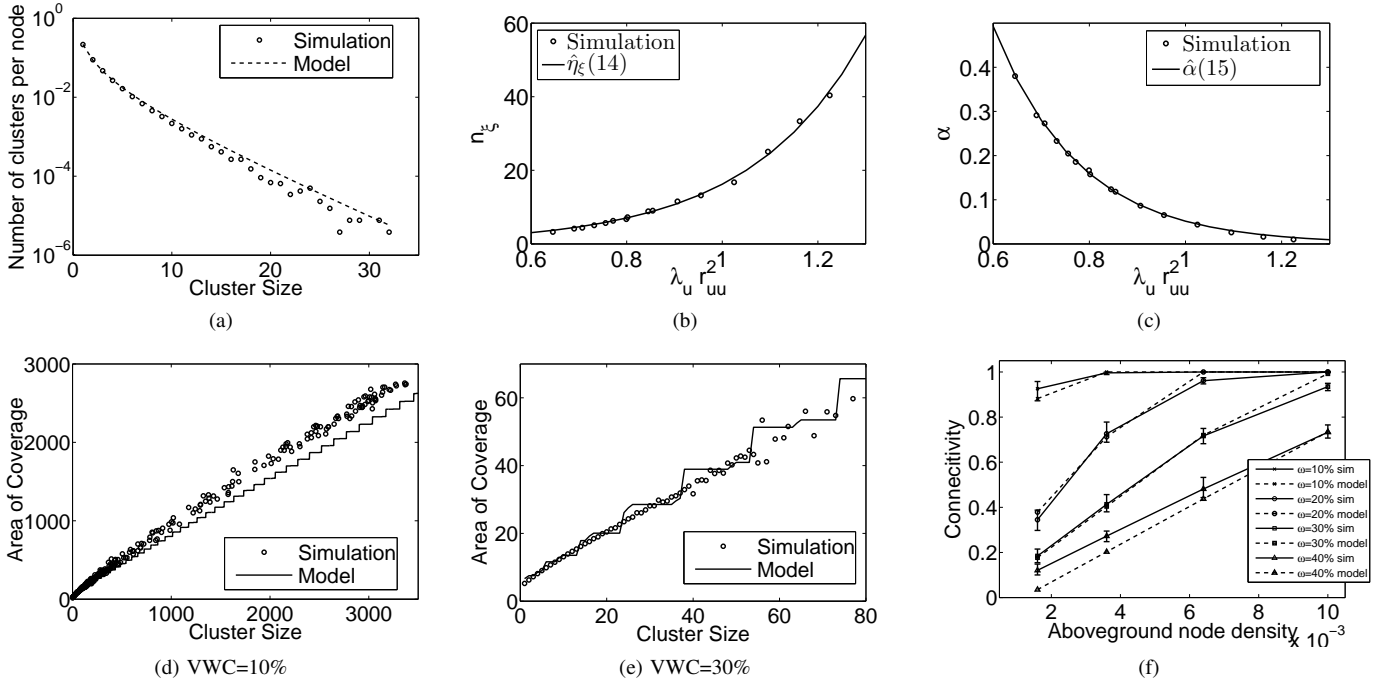 Number of clusters per node
10^0
10^-2
10^-4
10^-6
0 10 20 30
Cluster Size
Simulation
Model
(a)
n_ξ
60
40
20
0
0.6 0.8 1 1.2
λ_u r_uu^2
Simulation
η̂_ξ(14)
(b)
α
0.4
0.3
0.2
0.1
0
0.6 0.8 1 1.2
λ_u r_uu^2
Simulation
α̂(15)
(c)
Area of Coverage
3000
2000
1000
0
0 1000 2000 3000
Cluster Size
Simulation
Model
(d) VWC=10%
Area of Coverage
60
40
20
0
0 20 40 60 80
Cluster Size
Simulation
Model
(e) VWC=30%
Connecitivity
1
0.8
0.6
0.4
0.2
0
2 4 6 8 10
Aboveground node density
x 10^-3
ω=10% sim
ω=10% model
ω=20% sim
ω=20% model
ω=30% sim
ω=30% model
ω=40% sim
ω=40% model
(f)